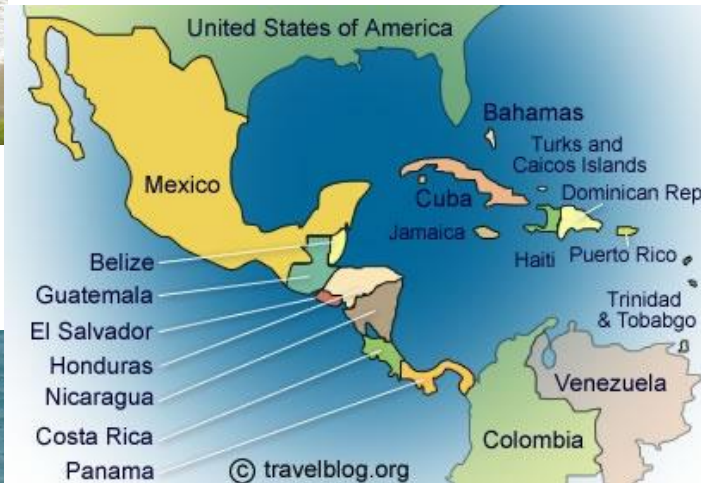 United States of America
Bahamas
Turks and
Caicos Islands
Mexico
Cuba
Dominican Rep
Jamaica
Haiti
Puerto Rico
Belize
Guatemala
El Salvador
Honduras
Nicaragua
Costa Rica
Panama
Trinidad
& Tobabgo
Venezuela
Colombia
© travelblog.org